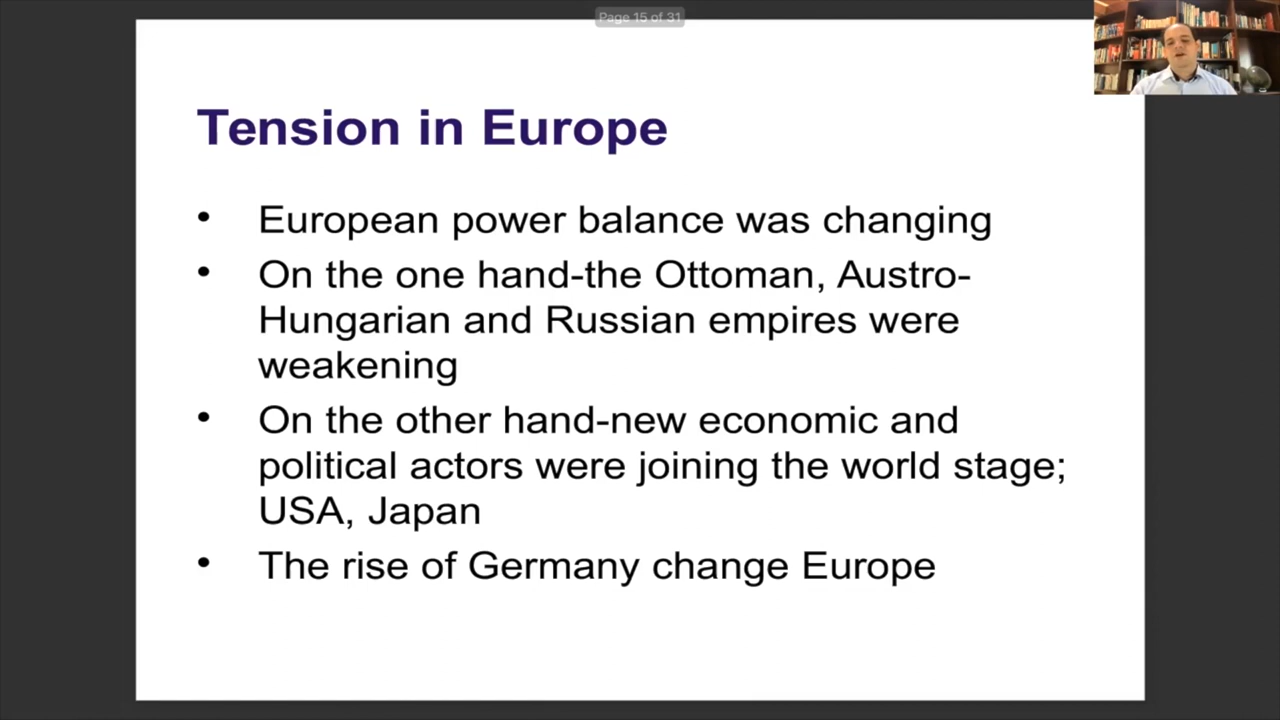 Page 15 of 31
Tension in Europe
• European power balance was changing
• On the one hand-the Ottoman, Austro-
Hungarian and Russian empires were
weakening
• On the other hand-new economic and
political actors were joining the world stage;
USA, Japan
• The rise of Germany change Europe